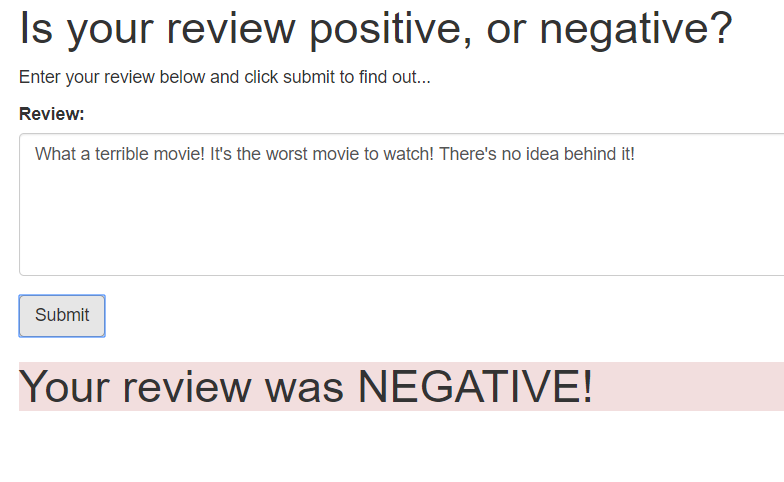 Is your review positive, or negative?
Enter your review below and click submit to find out...
Review:
What a terrible movie! It's the worst movie to watch! There's no idea behind it!
Submit
Your review was NEGATIVE!